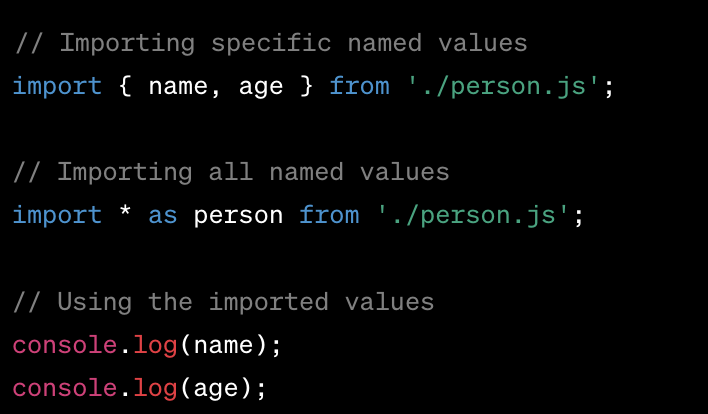 // Importing specific named values
import { name, age } from './person.js';
// Importing all named values
import * as person from './person.js';
// Using the imported values
console.log(name);
console.log(age);